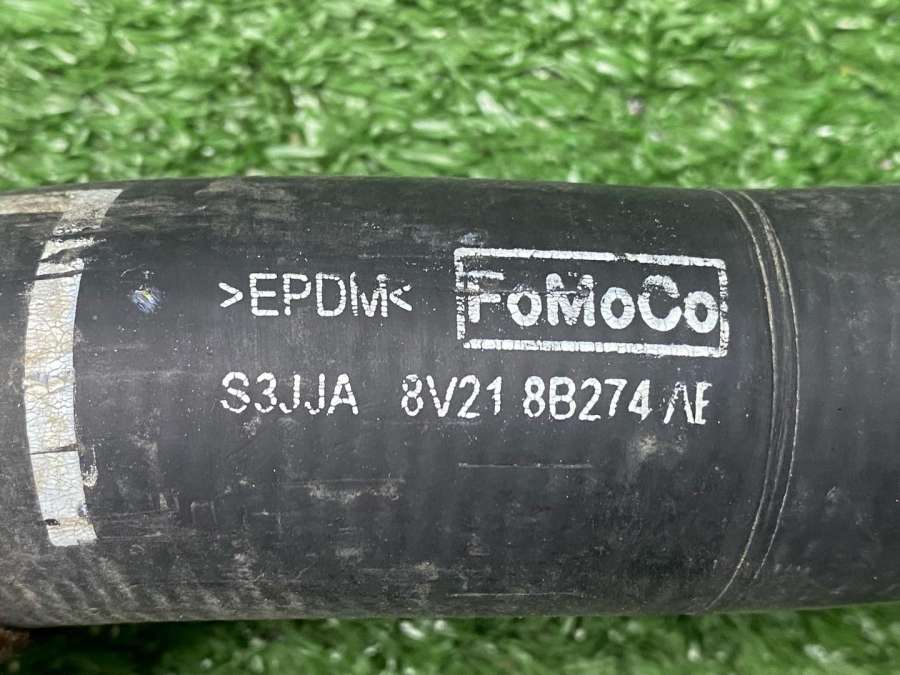 >EPDM< FoMoCo
S3JJA 8V21 8B274 AE